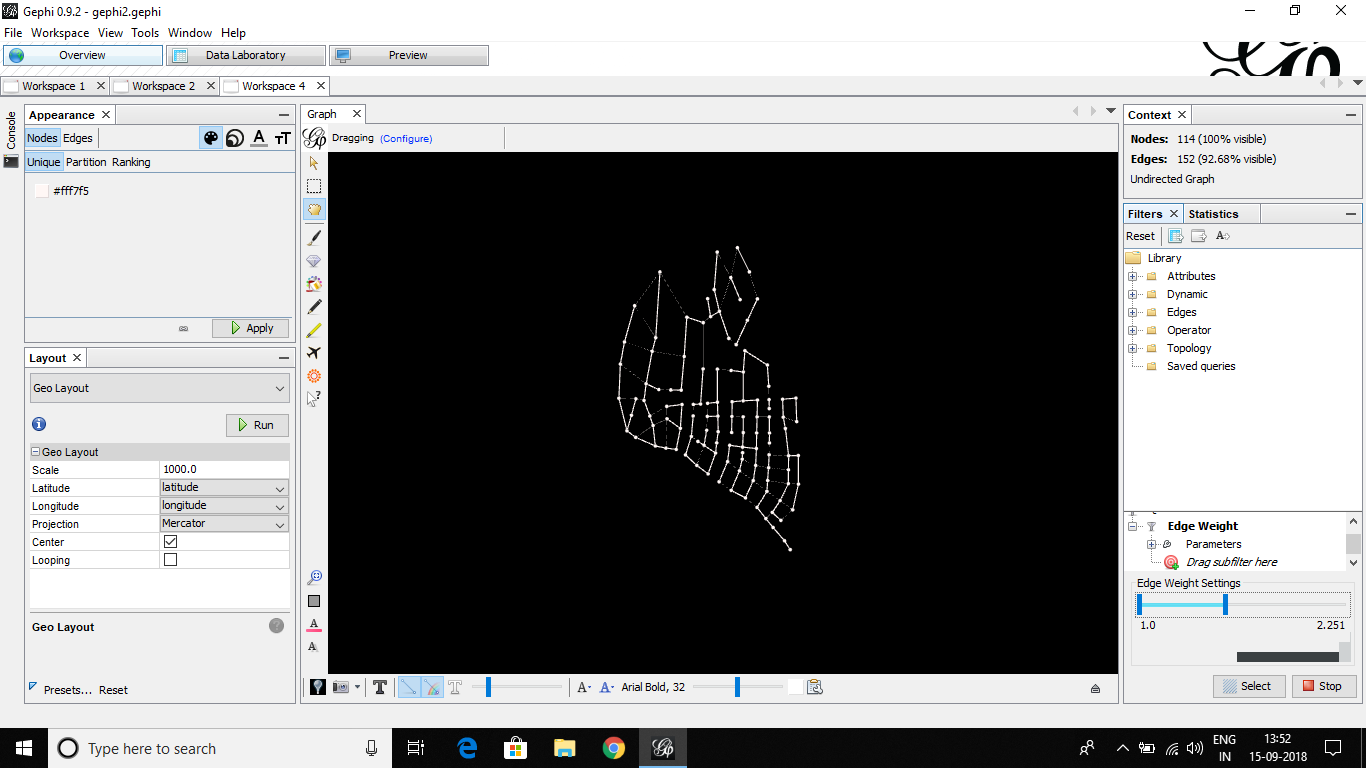 Gephi 0.9.2 - gephi2.gephi
File Workspace View Tools Window Help
Overview Data Laboratory Preview
Workspace 1 Workspace 2 Workspace 4
Console
Appearance
Nodes Edges
Unique Partition Ranking
#fff7f5
Apply
Layout
Geo Layout
Run
Geo Layout
Scale 1000.0
Latitude latitude
Longitude longitude
Projection Mercator
Center
Looping
Geo Layout
Presets... Reset
Graph
Dragging (Configure)
Arial Bold, 32
Context
Nodes: 114 (100% visible)
Edges: 152 (92.68% visible)
Undirected Graph
Filters Statistics
Reset
Library
Attributes
Dynamic
Edges
Operator
Topology
Saved queries
Edge Weight
Parameters
Drag subfilter here
Edge Weight Settings
1.0 2.251
Select Stop
Type here to search
ENG
IN
13:52
15-09-2018